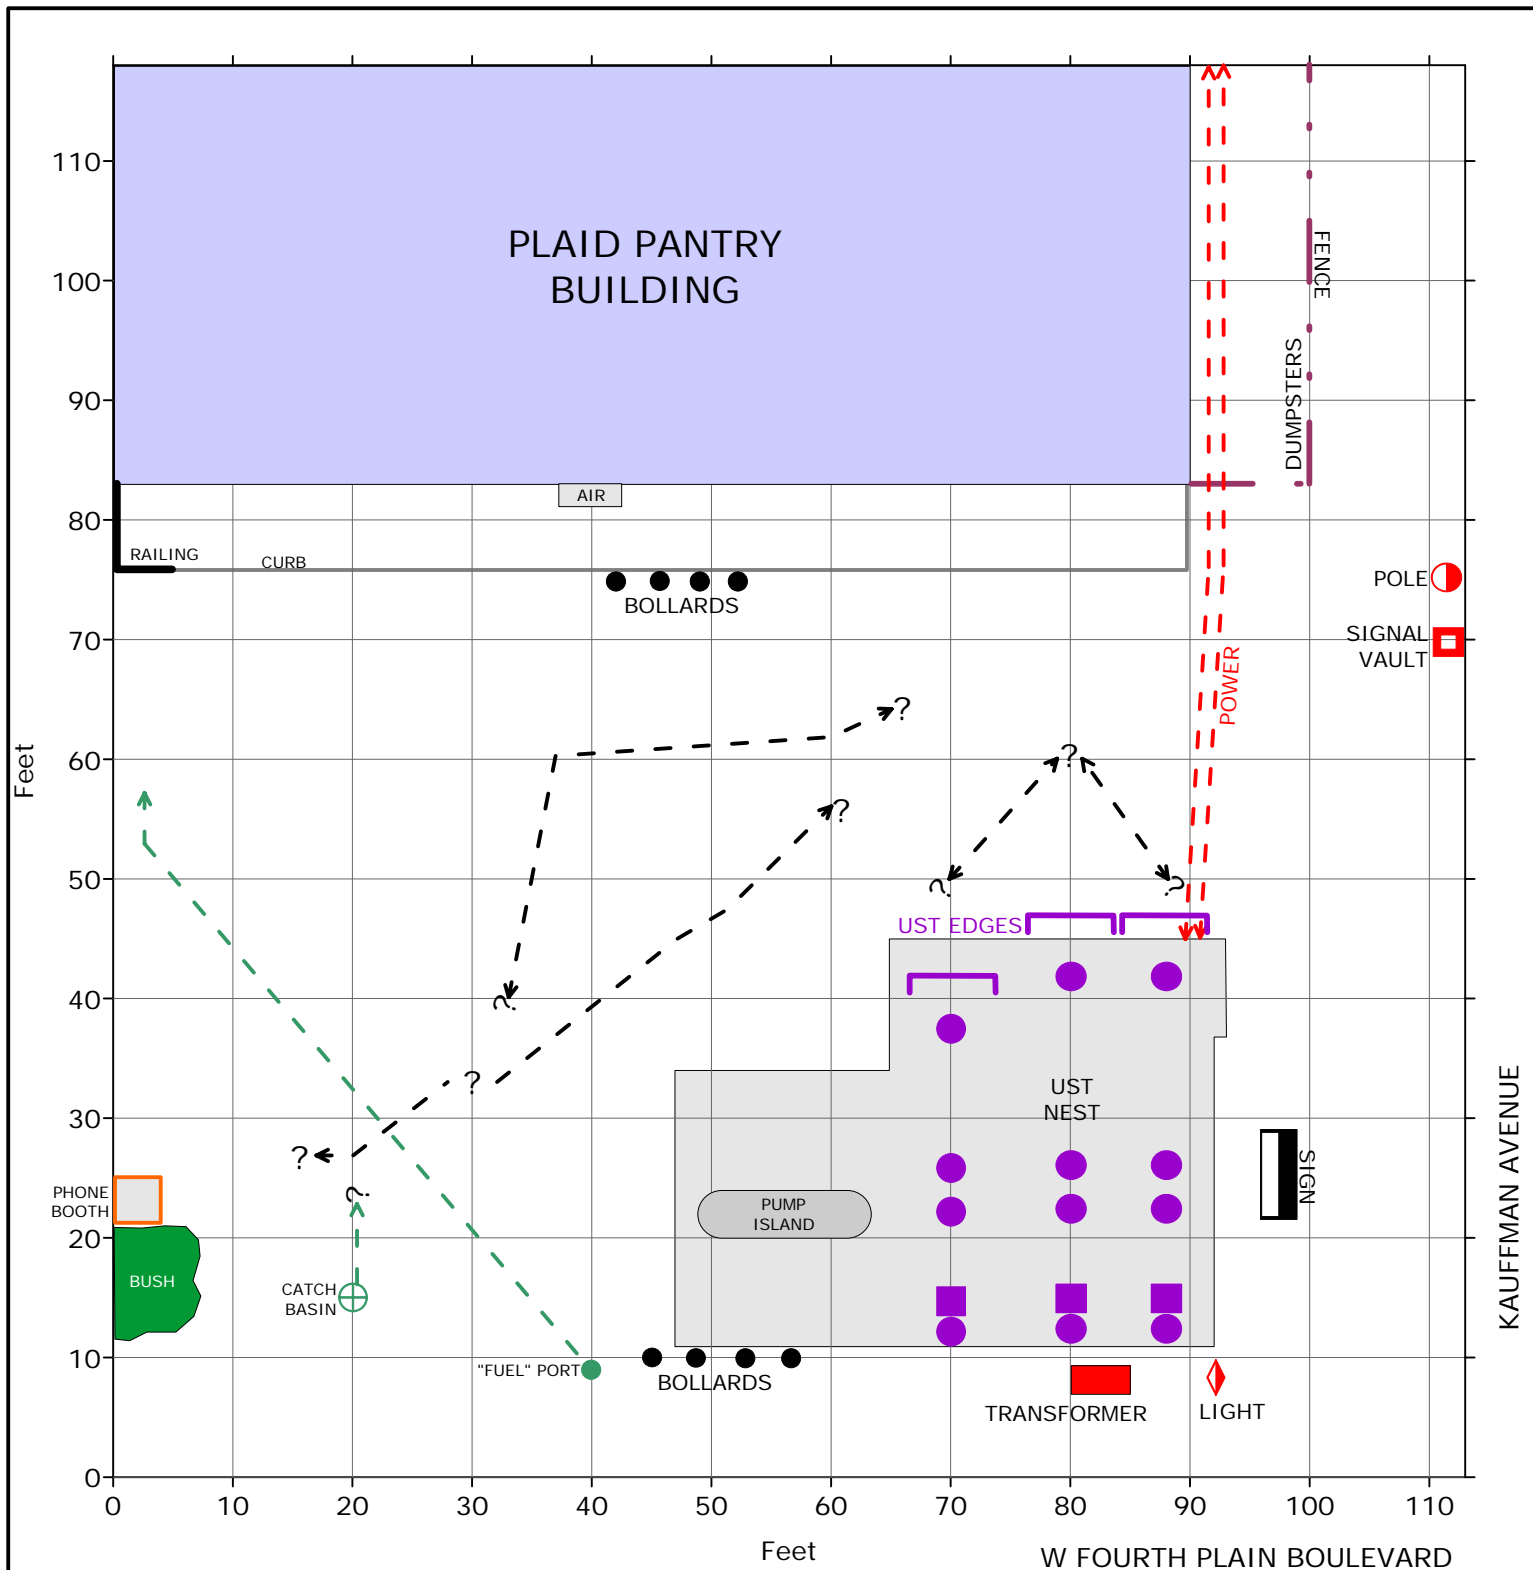 PLAID PANTRY
BUILDING
FENCE
DUMPSTERS
AIR
RAILING
CURB
BOLLARDS
POLE
SIGNAL
VAULT
POWER
?
?
?
?
?
?
?
?
?
?
UST EDGES
UST
NEST
PUMP
ISLAND
SIGN
PHONE
BOOTH
BUSH
CATCH
BASIN
"FUEL" PORT
BOLLARDS
TRANSFORMER
LIGHT
110
100
90
80
70
60
50
40
30
20
10
0
Feet
0 10 20 30 40 50 60 70 80 90 100 110
Feet
W FOURTH PLAIN BOULEVARD
KAUFFMAN AVENUE